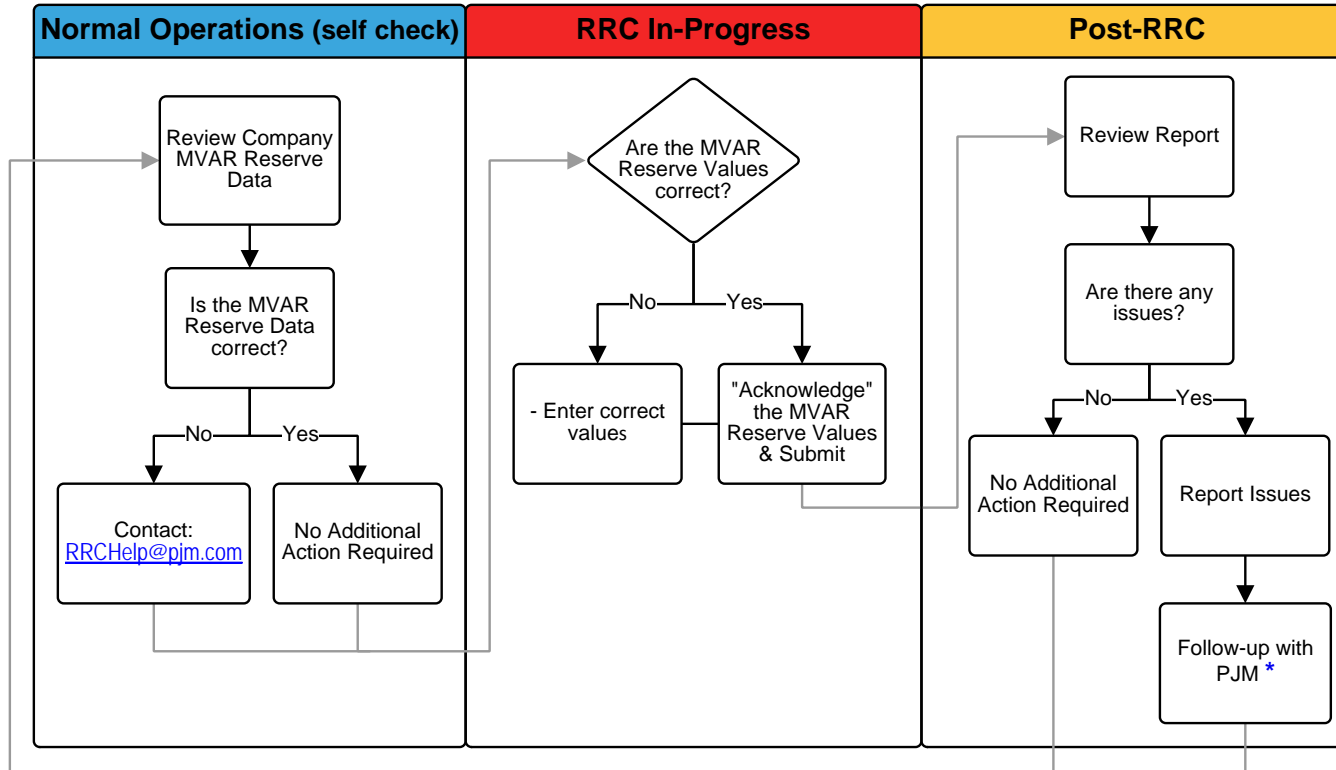 Normal Operations (self check)
RRC In-Progress
Post-RRC
Review Company
MVAR Reserve
Data
Is the MVAR
Reserve Data
correct?
No
Yes
Contact:
RRCHelp@pjm.com
No Additional
Action Required
Are the MVAR
Reserve Values
correct?
No
Yes
- Enter correct
values
"Acknowledge"
the MVAR
Reserve Values
& Submit
Review Report
Are there any
issues?
No
Yes
No Additional
Action Required
Report Issues
Follow-up with
PJM *